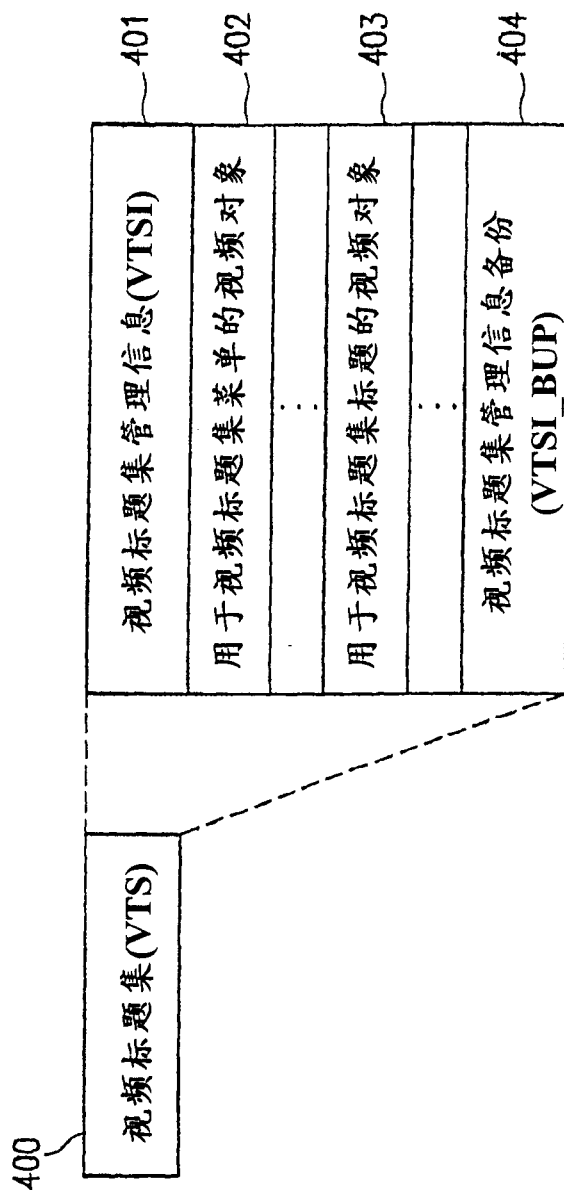 400
视频标题集(VTS)
视频标题集管理信息(VTSI)
401
用于视频标题集菜单的视频对象
402
...
用于视频标题集标题的视频对象
403
...
视频标题集管理信息备份
(VTSI_BUP)
404